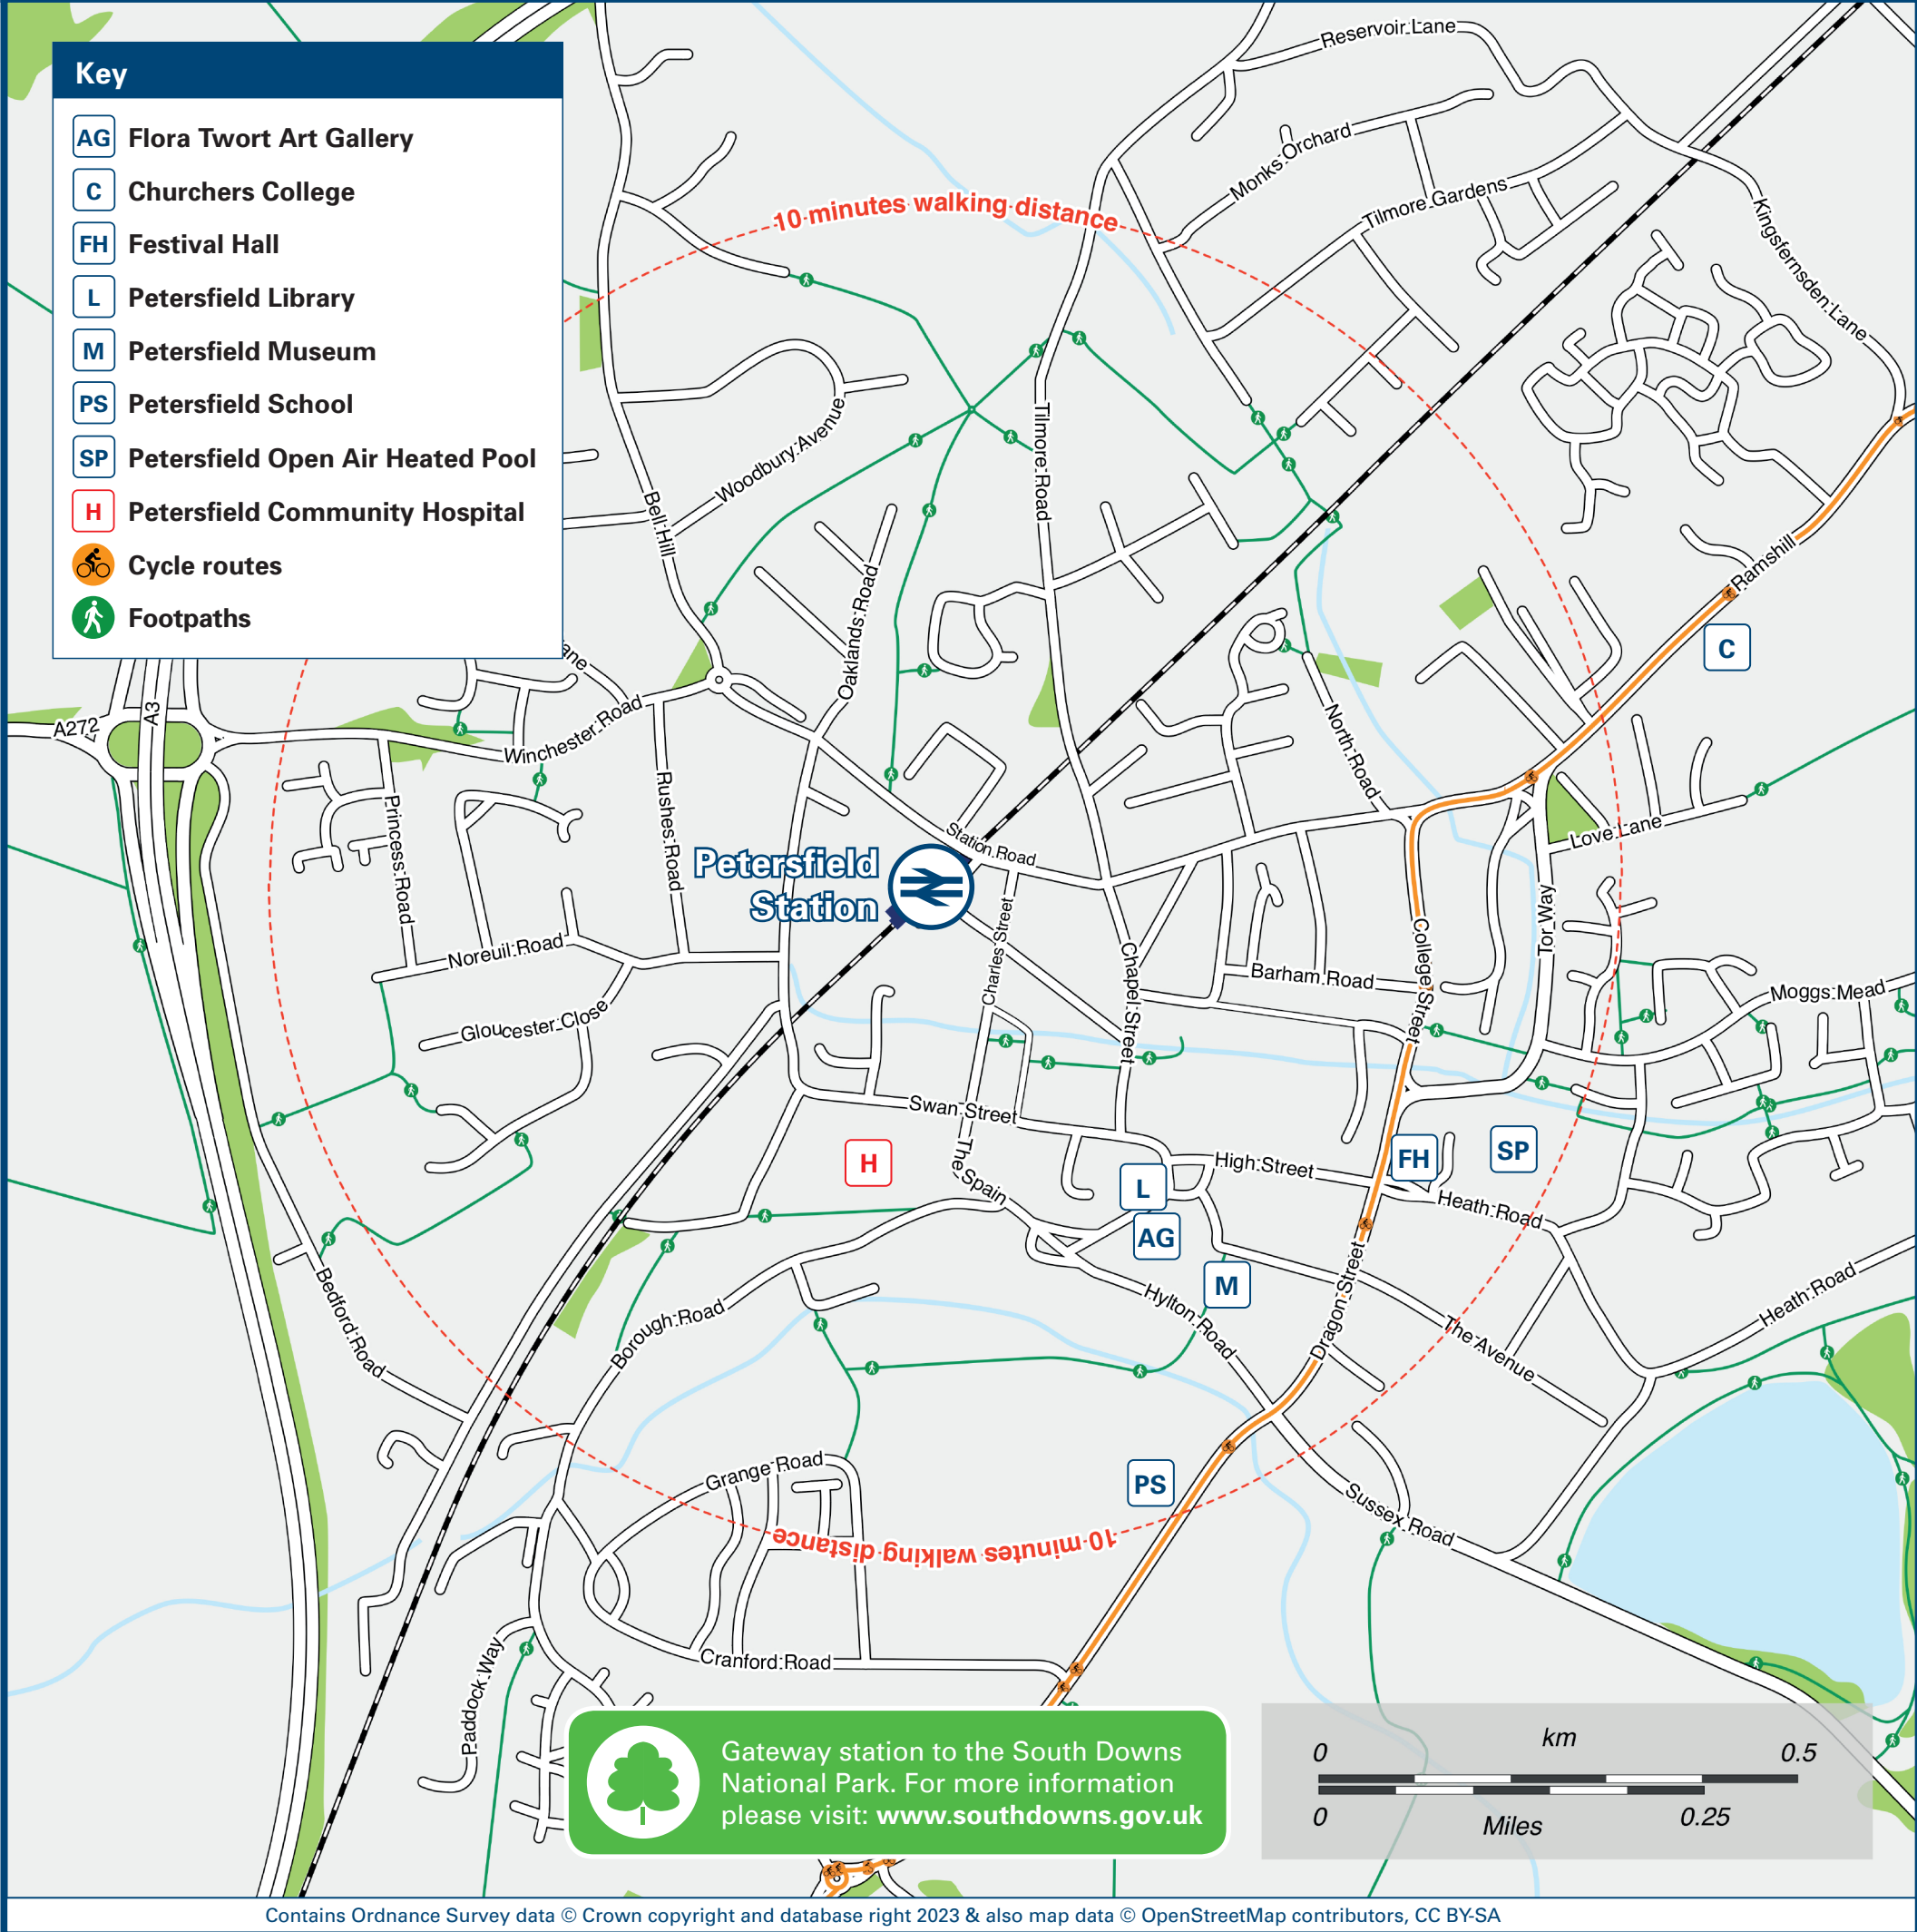 Key
AG Flora Twort Art Gallery
C Churchers College
FH Festival Hall
L Petersfield Library
M Petersfield Museum
PS Petersfield School
SP Petersfield Open Air Heated Pool
H Petersfield Community Hospital
Cycle routes
Footpaths
Reservoir Lane
Monks Orchard
Tilmore Gardens
Kingsfernsden Lane
10 minutes walking distance
Tilmore Road
Woodbury Avenue
Bell Hill
Oaklands Road
Ramshill
C
ane
A272
A3
Winchester Road
North Road
Princess Road
Rushes Road
Station Road
Love Lane
Petersfield
Station
Charles Street
Chapel Street
College Street
Tor Way
Noreuil Road
Barham Road
Moggs Mead
Gloucester Close
Swan Street
H
The Spain
High Street
FH
SP
L
AG
M
Heath Road
Heath Road
Bedford Road
Borough Road
Hylton Road
Dragon Street
The Avenue
Grange Road
PS
Sussex Road
10 minutes walking distance
Cranford Road
Paddock Way
Gateway station to the South Downs
National Park. For more information
please visit: www.southdowns.gov.uk
km
0 0.5
0 0.25
Miles
Contains Ordnance Survey data © Crown copyright and database right 2023 & also map data © OpenStreetMap contributors, CC BY-SA